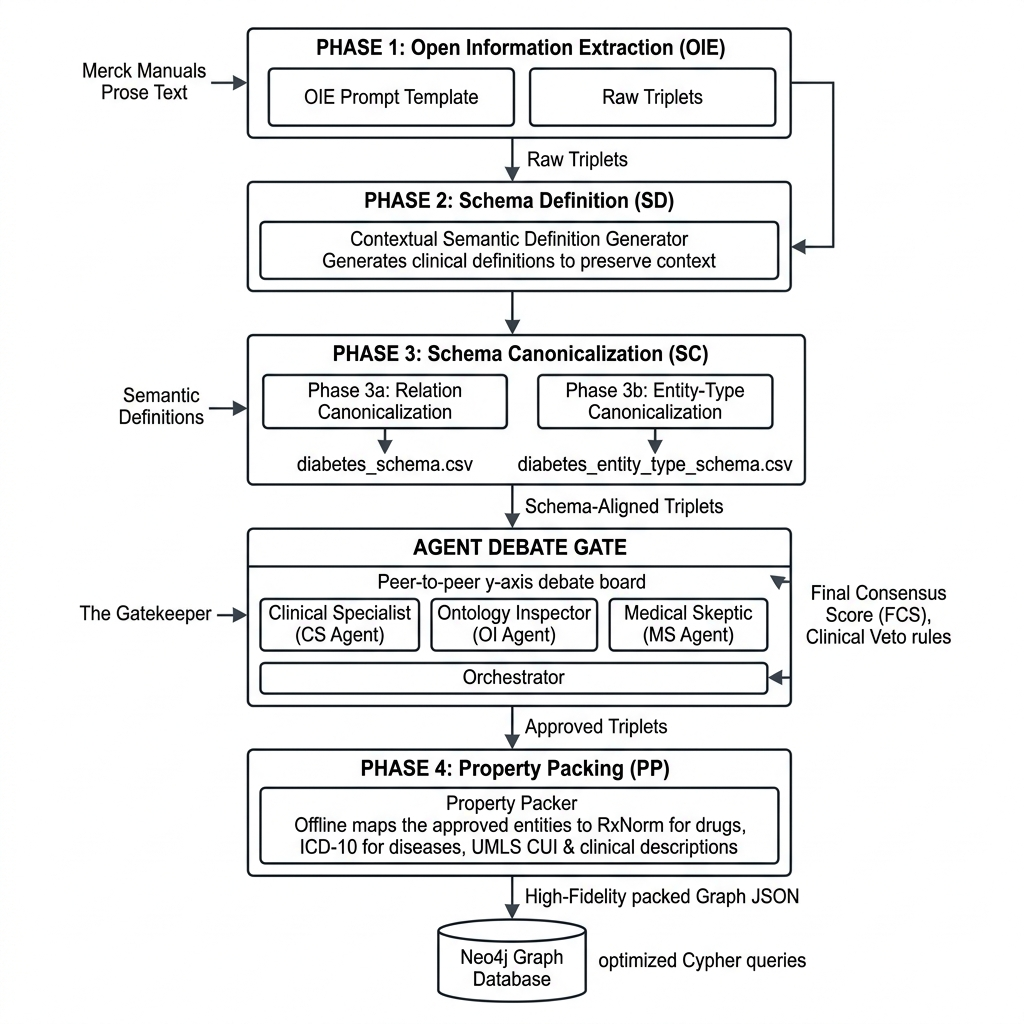 PHASE 1: Open Information Extraction (OIE)
Merck Manuals
Prose Text
OIE Prompt Template
Raw Triplets
Raw Triplets
PHASE 2: Schema Definition (SD)
Contextual Semantic Definition Generator
Generates clinical definitions to preserve context
PHASE 3: Schema Canonicalization (SC)
Semantic
Definitions
Phase 3a: Relation
Canonicalization
Phase 3b: Entity-Type
Canonicalization
diabetes_schema.csv
diabetes_entity_type_schema.csv
Schema-Aligned Triplets
AGENT DEBATE GATE
Peer-to-peer y-axis debate board
The Gatekeeper
Clinical Specialist
(CS Agent)
Ontology Inspector
(OI Agent)
Medical Skeptic
(MS Agent)
Final Consensus
Score (FCS),
Clinical Veto rules
Orchestrator
Approved Triplets
PHASE 4: Property Packing (PP)
Property Packer
Offline maps the approved entities to RxNorm for drugs,
ICD-10 for diseases, UMLS CUI & clinical descriptions
High-Fidelity packed Graph JSON
Neo4j Graph
Database
optimized Cypher queries